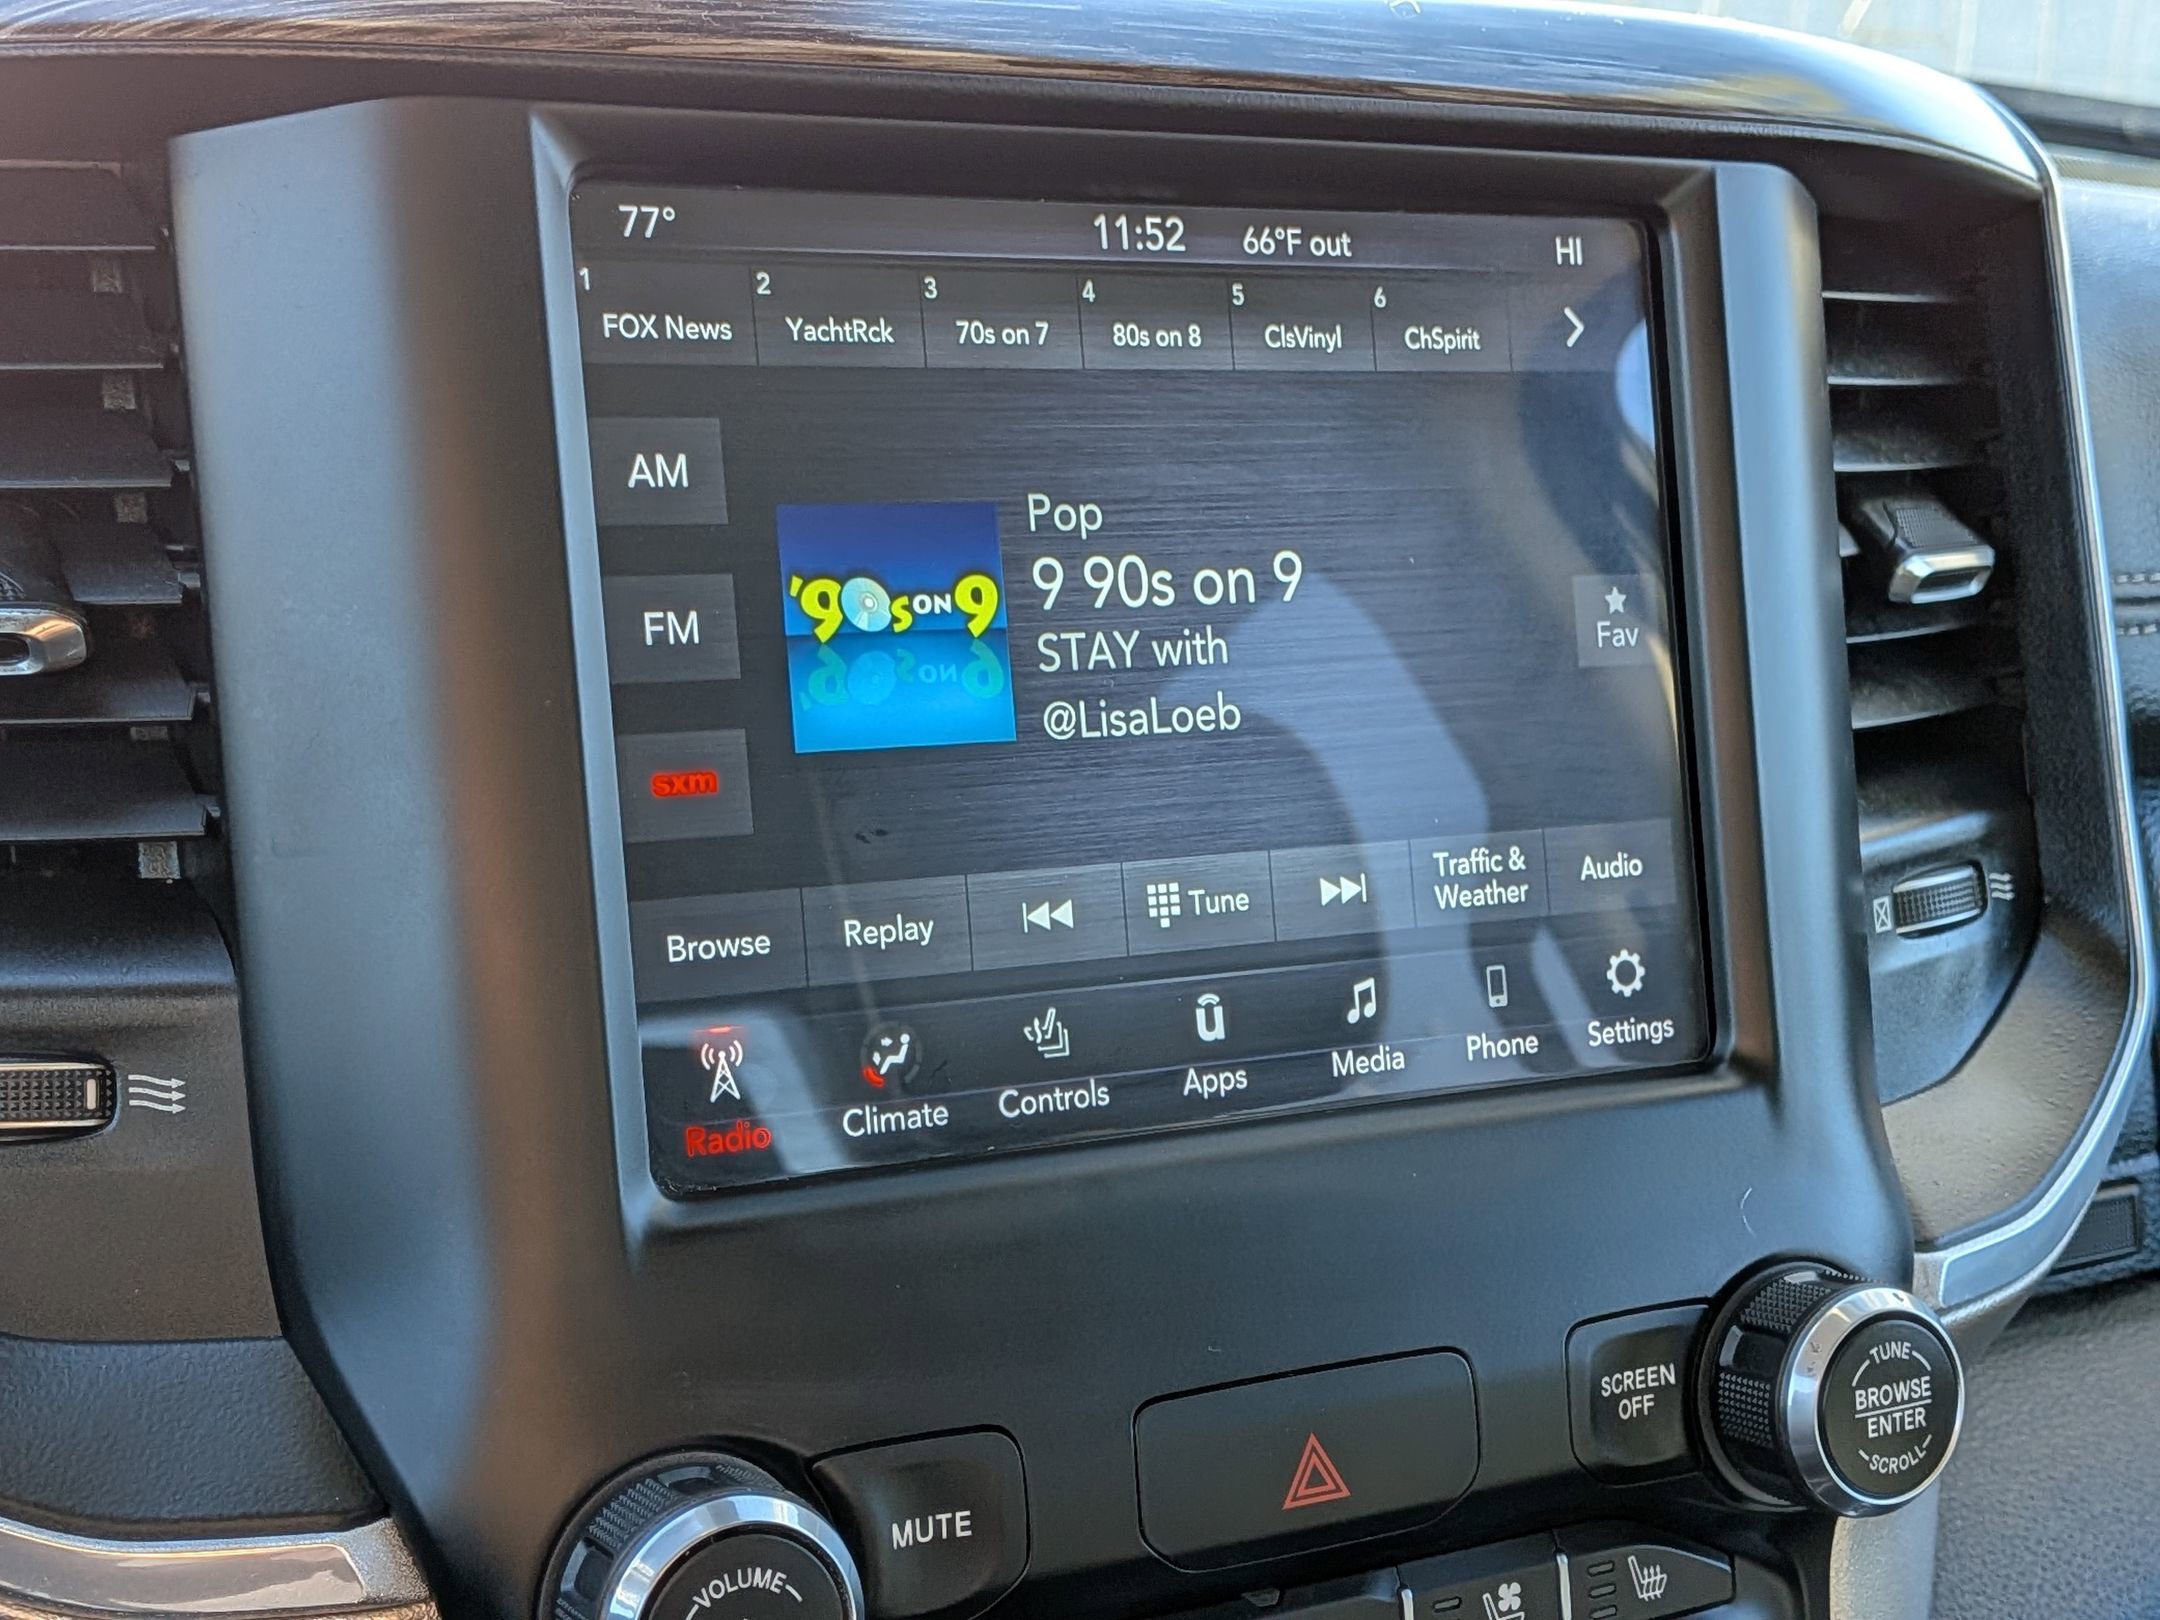 77°
11:52
66°F out
HI
1 FOX News
2 YachtRck
3 70s on 7
4 80s on 8
5 ClsVinyl
6 ChSpirit
AM
FM
sxm
'90s ON 9
Pop
9 90s on 9
STAY with
@LisaLoeb
Fav
Browse
Replay
Tune
Traffic &
Weather
Audio
Radio
Climate
Controls
u
Apps
Media
Phone
Settings
VOLUME
MUTE
SCREEN
OFF
TUNE
BROWSE
ENTER
SCROLL